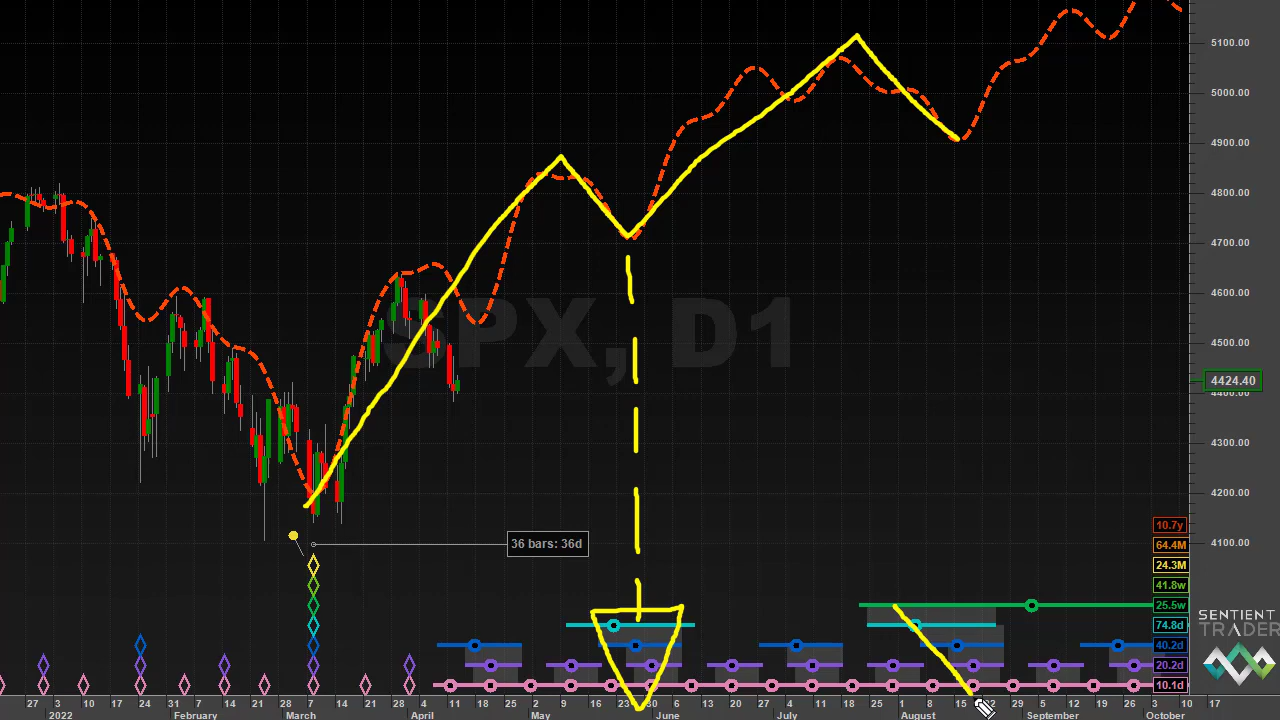 SPX, D1
5100.00
5000.00
4900.00
4800.00
4700.00
4600.00
4500.00
4424.40
4400.00
4300.00
4200.00
4100.00
36 bars: 36d
10.7y
64.4M
24.3M
41.8w
25.5w
74.8d
40.2d
20.2d
10.1d
SENTIENT
TRADER
27 3 10 17 24 31 7 14 21 28 7 14 21 28 4 11 18 25 2 9 16 23 31 6 13 20 27 4 11 18 25 1 8 15 22 29 5 12 19 26 3 10 17
2022 February March April May June July August September October